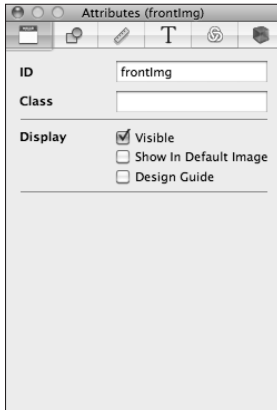 Attributes (frontImg)
T
ID frontImg
Class
Display Visible
Show In Default Image
Design Guide